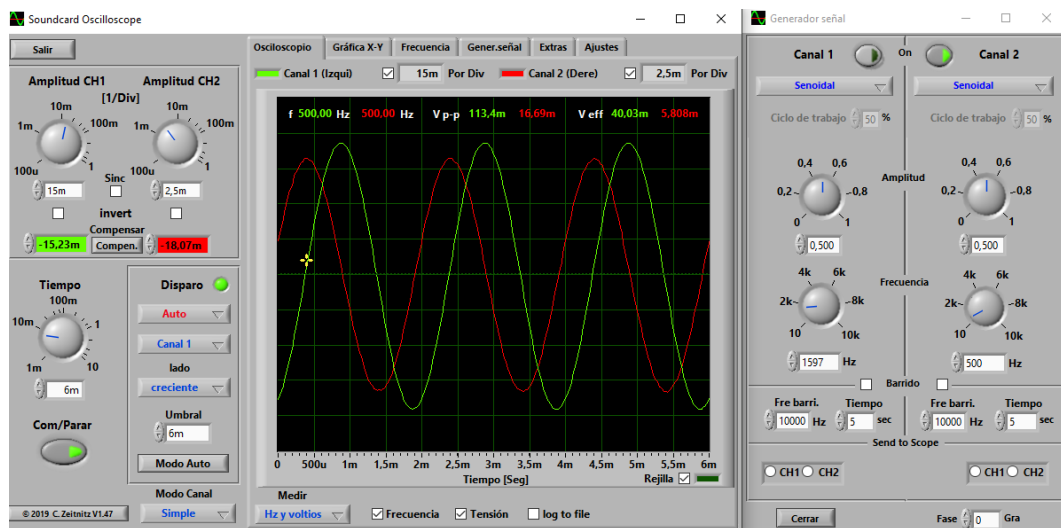 Soundcard Oscilloscope
Salir
Amplitud CH1 Amplitud CH2
[1/Div]
10m 10m
1m 100m 1m 100m
100u 1 100u 1
Sinc
15m 2,5m
invert
Compensar
-15,23m Compen. -18,07m
Tiempo
100m
10m 1
1m 10
6m
Com/Parar
Disparo
Auto
Canal 1
lado
creciente
Umbral
6m
Modo Auto
Modo Canal
© 2019 C. Zeitnitz V1.47 Simple
Osciloscopio Gráfica X-Y Frecuencia Gener.señal Extras Ajustes
Canal 1 (Izqui) 15m Por Div Canal 2 (Dere) 2,5m Por Div
f 500,00 Hz 500,00 Hz V p-p 113,4m 16,69m V eff 40,03m 5,808m
0 500u 1m 1,5m 2m 2,5m 3m 3,5m 4m 4,5m 5m 5,5m 6m
Tiempo [Seg] Rejilla
Medir
Hz y voltios Frecuencia Tensión log to file
Generador señal
Canal 1 On Canal 2
Senoidal Senoidal
Ciclo de trabajo 50 % Ciclo de trabajo 50 %
0,4 0,6 0,4 0,6
Amplitud
0,2 0,8 0,2 0,8
0 1 0 1
0,500 0,500
4k 6k 4k 6k
Frecuencia
2k 8k 2k 8k
10 10k 10 10k
1597 Hz 500 Hz
Barrido
Fre barri. Tiempo Fre barri. Tiempo
10000 Hz 5 sec 10000 Hz 5 sec
Send to Scope
CH1 CH2 CH1 CH2
Cerrar Fase 0 Gra